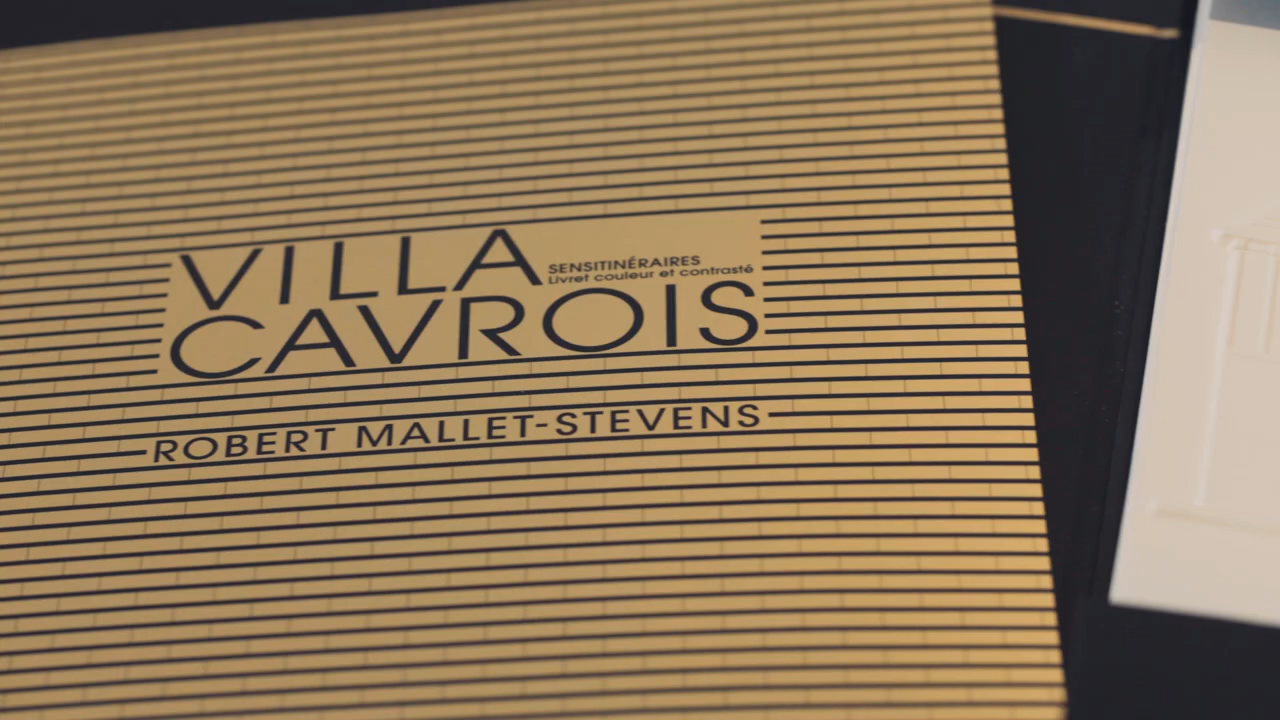 VILLA
SENSITINÉRAIRES
Livret couleur et contrasté
CAVROIS
ROBERT MALLET-STEVENS